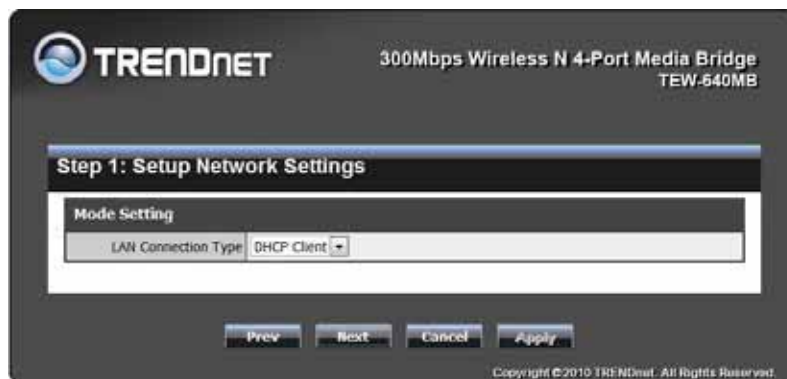 TRENDNET
300Mbps Wireless N 4-Port Media Bridge
TEW-640MB
Step 1: Setup Network Settings
Mode Setting
LAN Connection Type DHCP Client
Prev Next Cancel Apply
Copyright ©2010 TRENDnet. All Rights Reserved.